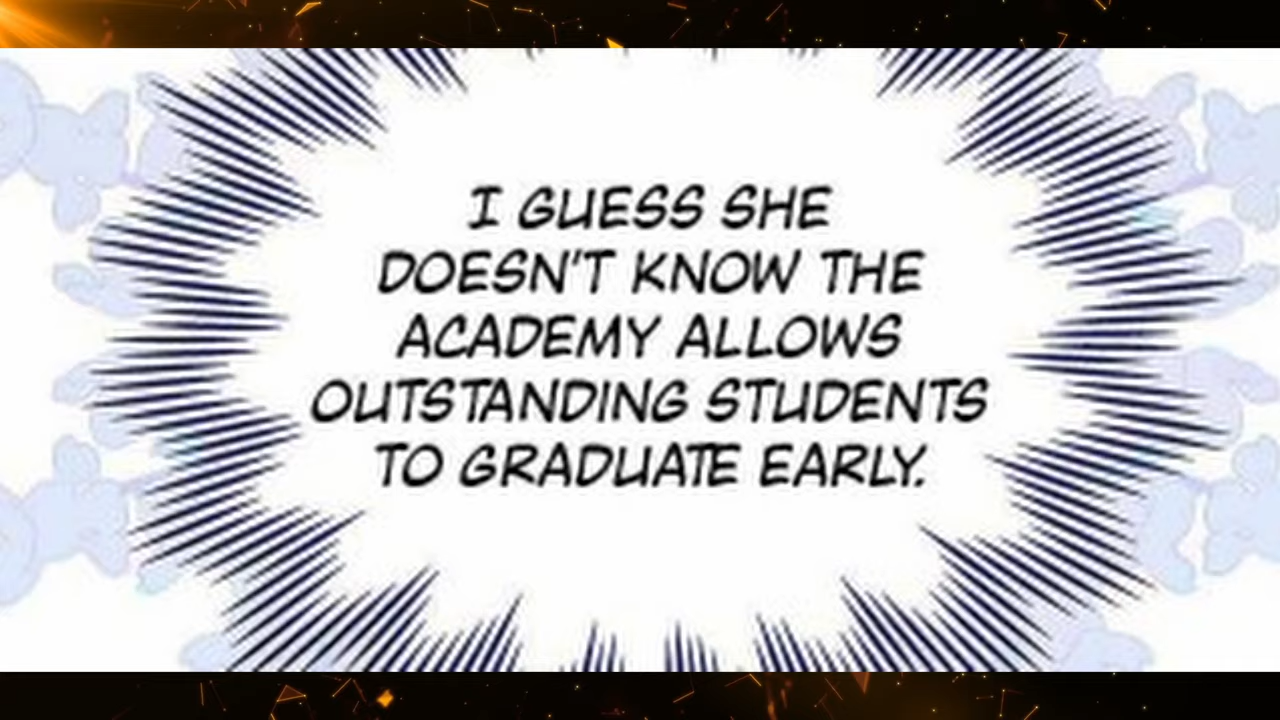 I GUESS SHE
DOESN'T KNOW THE
ACADEMY ALLOWS
OUTSTANDING STUDENTS
TO GRADUATE EARLY.